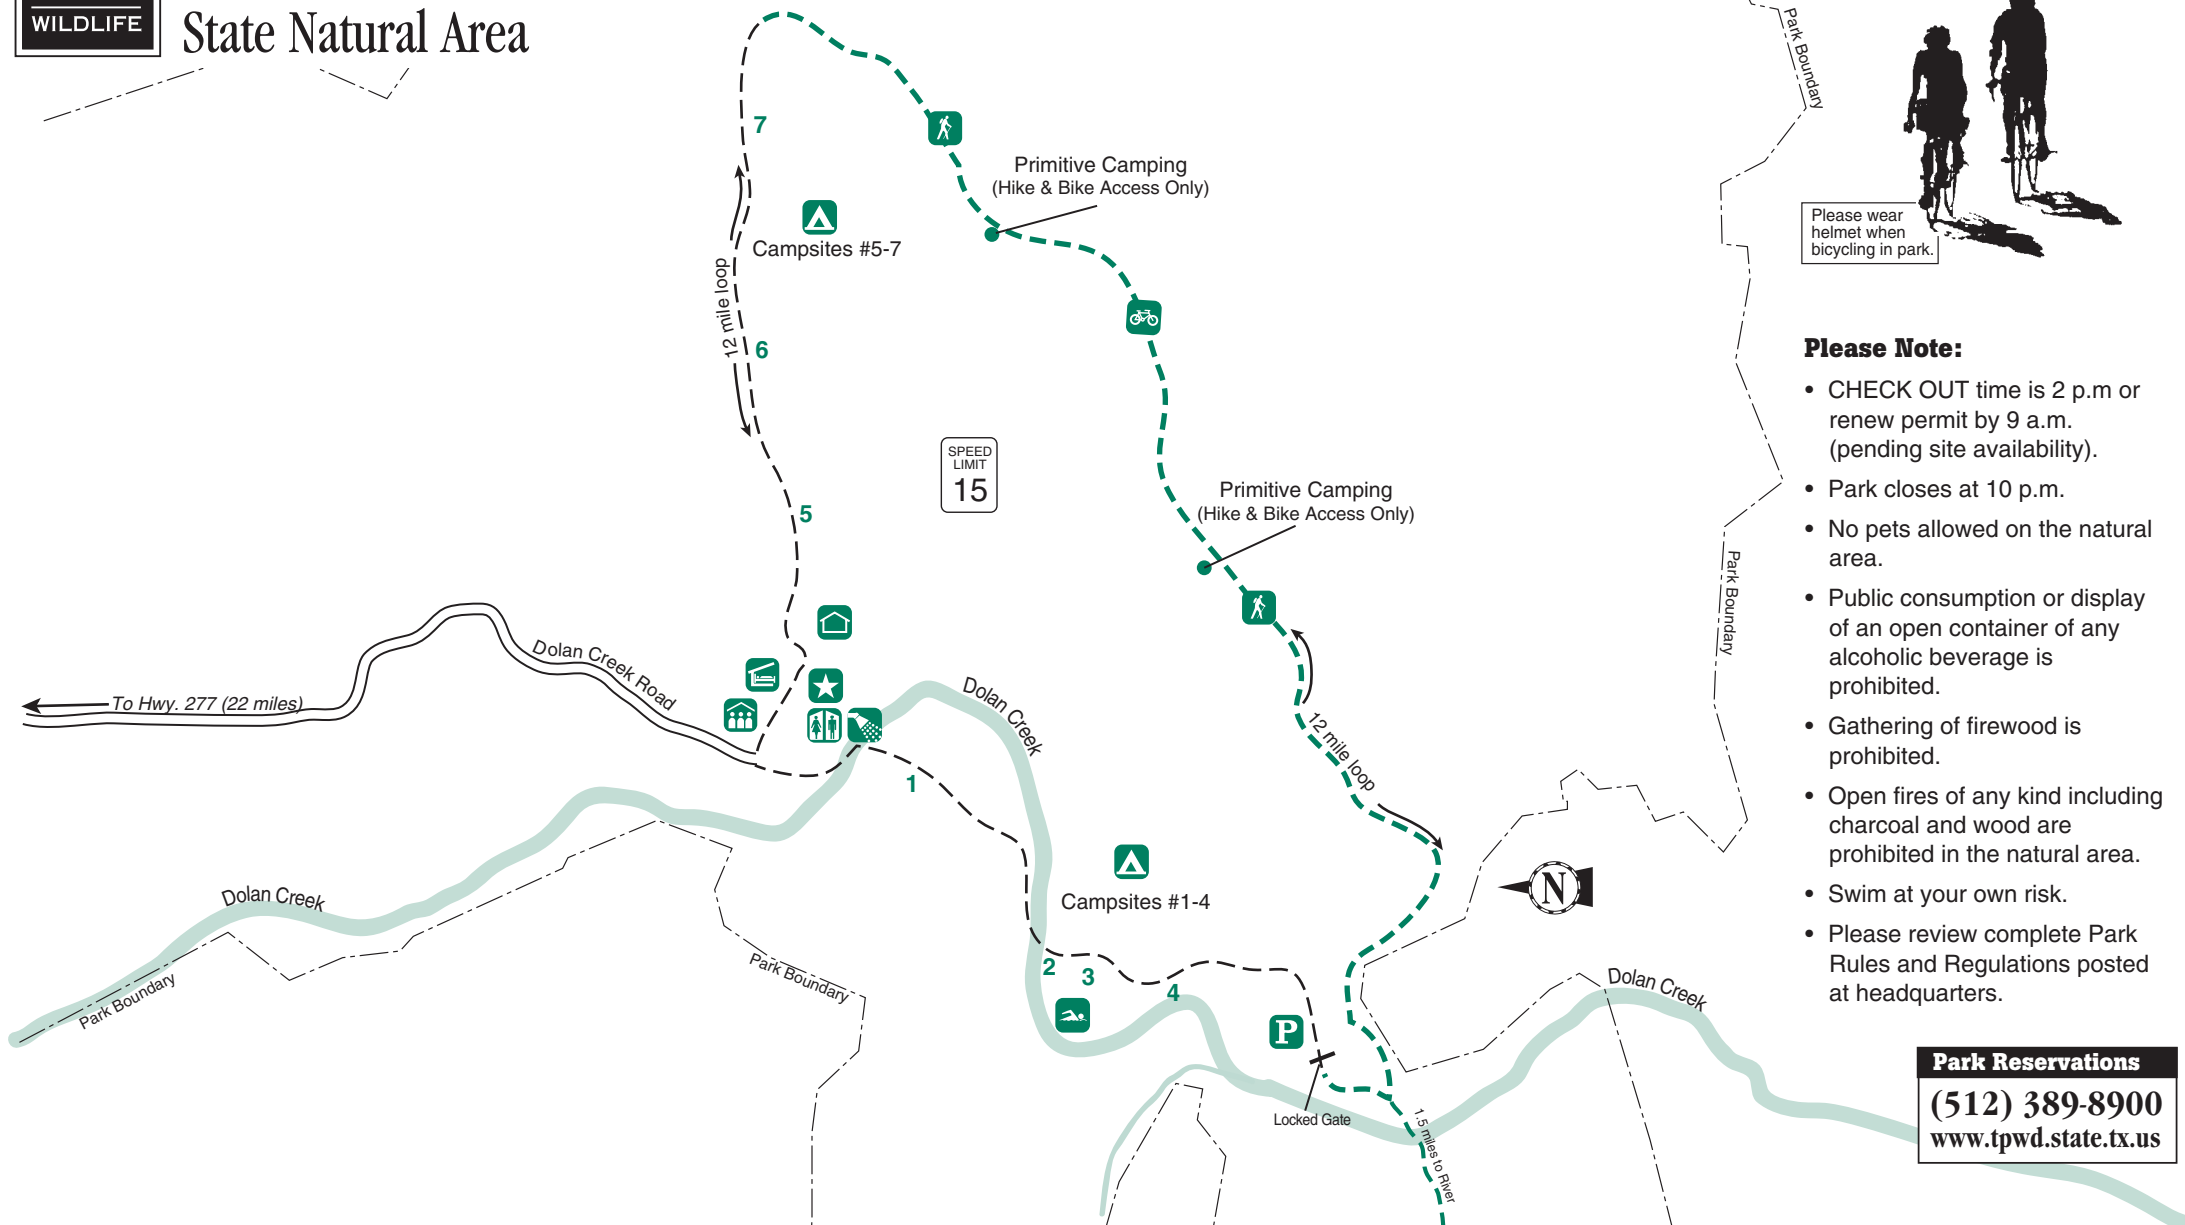 WILDLIFE
State Natural Area
Park Boundary
7
Primitive Camping
(Hike & Bike Access Only)
Campsites #5-7
12 mile loop
6
Please wear
helmet when
bicycling in park.
SPEED
LIMIT
15
5
Primitive Camping
(Hike & Bike Access Only)
Park Boundary
Dolan Creek Road
To Hwy. 277 (22 miles)
Dolan Creek
12 mile loop
1
Campsites #1-4
Dolan Creek
Park Boundary
Park Boundary
2
3
4
P
N
Dolan Creek
Locked Gate
1.5 miles to River
Please Note:
• CHECK OUT time is 2 p.m or
renew permit by 9 a.m.
(pending site availability).
• Park closes at 10 p.m.
• No pets allowed on the natural
area.
• Public consumption or display
of an open container of any
alcoholic beverage is
prohibited.
• Gathering of firewood is
prohibited.
• Open fires of any kind including
charcoal and wood are
prohibited in the natural area.
• Swim at your own risk.
• Please review complete Park
Rules and Regulations posted
at headquarters.
Park Reservations
(512) 389-8900
www.tpwd.state.tx.us